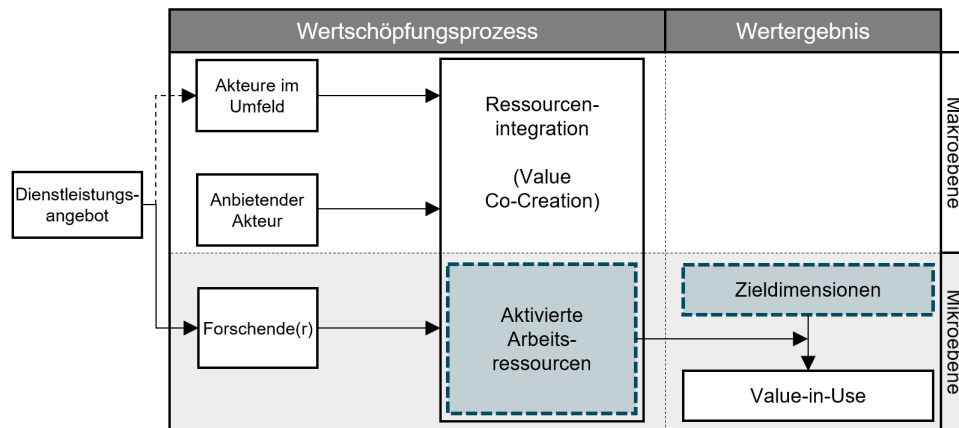 Wertschöpfungsprozess
Wertergebnis
Akteure im
Umfeld
Ressourcen-
integration
(Value
Co-Creation)
Makroebene
Dienstleistungs-
angebot
Anbietender
Akteur
Forschende(r)
Aktivierte
Arbeits-
ressourcen
Zieldimensionen
Value-in-Use
Mikroebene